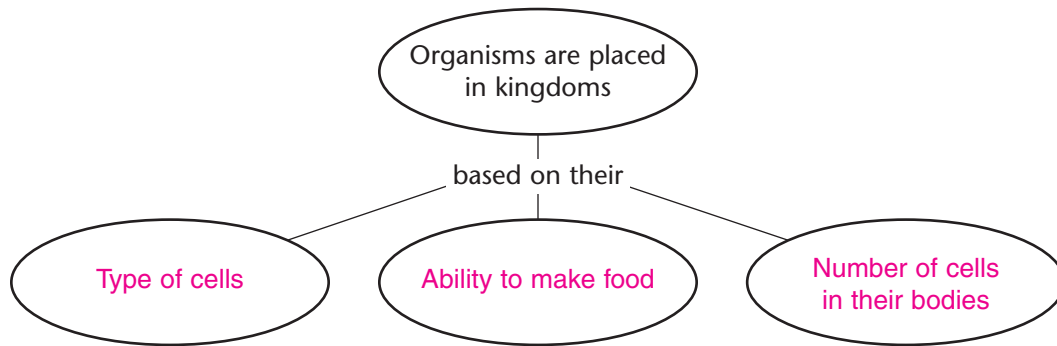 Organisms are placed
in kingdoms
based on their
Type of cells
Ability to make food
Number of cells
in their bodies